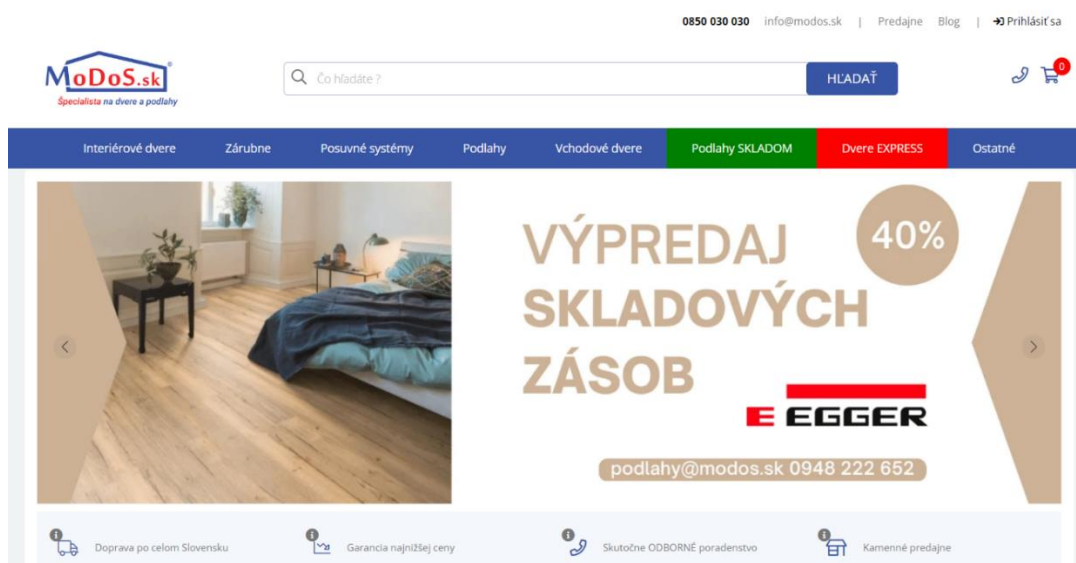 0850 030 030 info@modos.sk | Predajne Blog | Prihlásiť sa
MoDoS.sk®
Špecialista na dvere a podlahy
Čo hľadáte ?
HĽADAŤ
0
Interiérové dvere Zárubne Posuvné systémy Podlahy Vchodové dvere Podlahy SKLADOM Dvere EXPRESS Ostatné
VÝPREDAJ 40%
SKLADOVÝCH
ZÁSOB
E EGGER
podlahy@modos.sk 0948 222 652
Doprava po celom Slovensku Garancia najnižšej ceny Skutočne ODBORNÉ poradenstvo Kamenné predajne